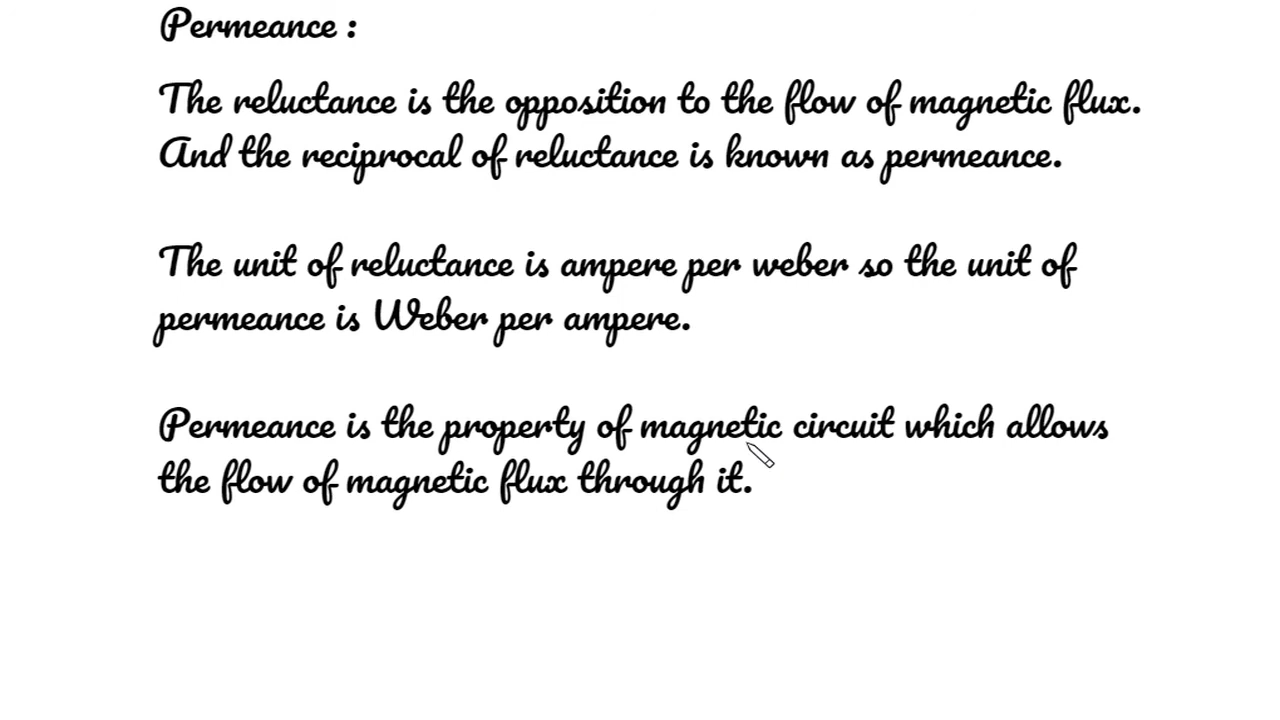 Permeance :
The reluctance is the opposition to the flow of magnetic flux.
And the reciprocal of reluctance is known as permeance.
The unit of reluctance is ampere per weber so the unit of
permeance is Weber per ampere.
Permeance is the property of magnetic circuit which allows
the flow of magnetic flux through it.